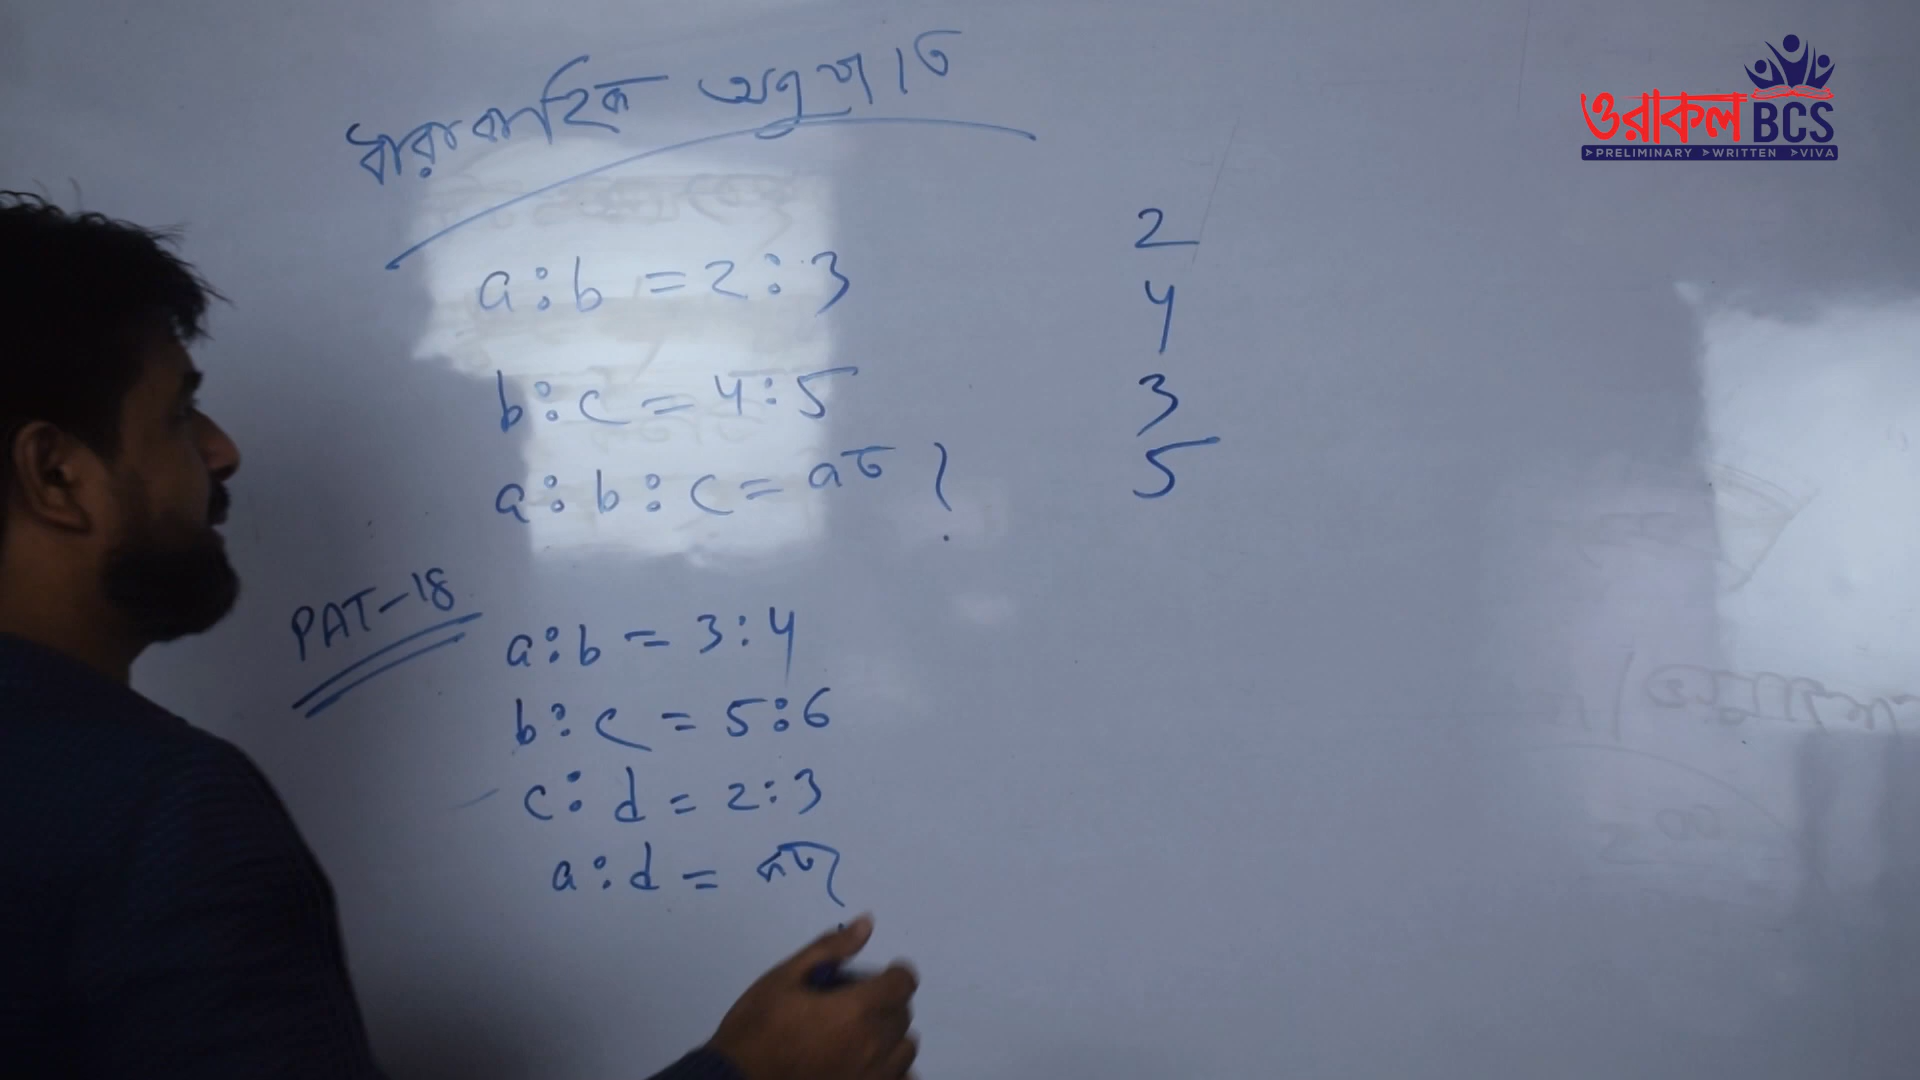 ধারাবাহিক অনুপাত
ওরাকল BCS
➤PRELIMINARY ➤WRITTEN ➤VIVA
a:b = 2:3
b:c = 4:5
a:b:c = কত ?
2
4
3
5
PAT-18
a:b = 3:4
b:c = 5:6
c:d = 2:3
a:d = কত?